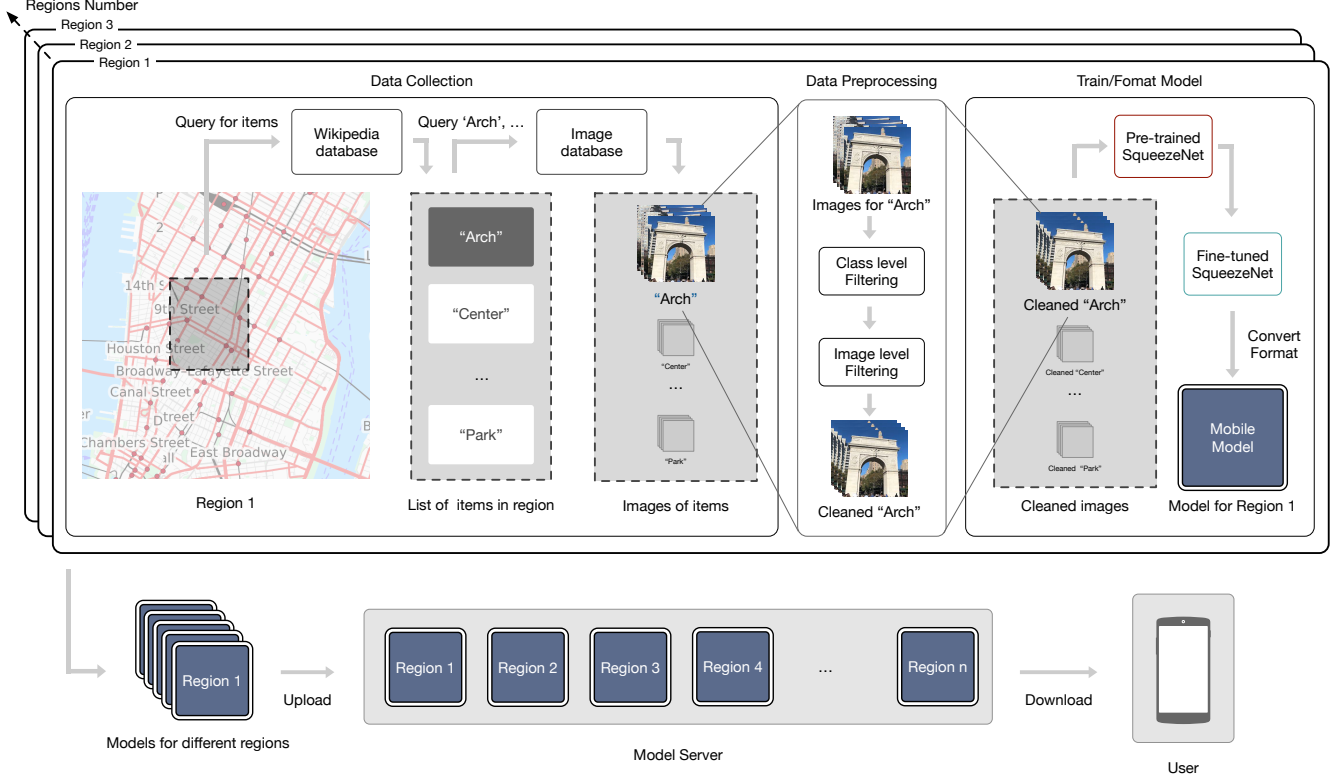 Regions Number
Region 3
Region 2
Region 1
Data Collection
Data Preprocessing
Train/Fomat Model
Query for items
Wikipedia
database
Query ‘Arch’, ...
Image
database
14th S
9th Street
Houston Street
Broadway-Lafayette Street
Canal Street
Dtreet
Chambers Street
all
East Broadway
2
Region 1
“Arch”
“Center”
...
“Park”
List of items in region
“Arch”
“Center”
...
“Park”
Images of items
Images for “Arch”
Class level
Filtering
Image level
Filtering
Cleaned “Arch”
Pre-trained
SqueezeNet
Fine-tuned
SqueezeNet
Convert
Format
Mobile
Model
Model for Region 1
Cleaned “Arch”
Cleaned “Center”
...
Cleaned “Park”
Cleaned images
Region 1
Models for different regions
Upload
Region 1
Region 2
Region 3
Region 4
...
Region n
Model Server
Download
User